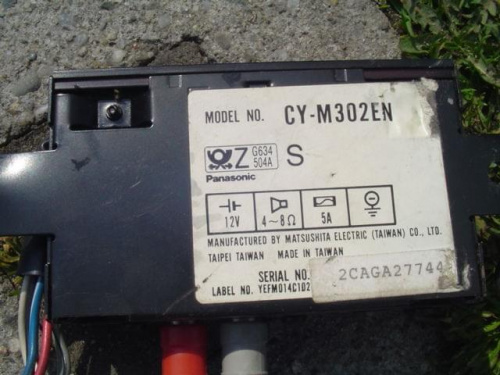 MODEL NO. CY-M302EN
Z G634 504A S
Panasonic
12V 4~8Ω 5A
MANUFACTURED BY MATSUSHITA ELECTRIC (TAIWAN) CO., LTD.
TAIPEI TAIWAN MADE IN TAIWAN
SERIAL NO. 2CAGA27744
LABEL NO. YEFM014C102